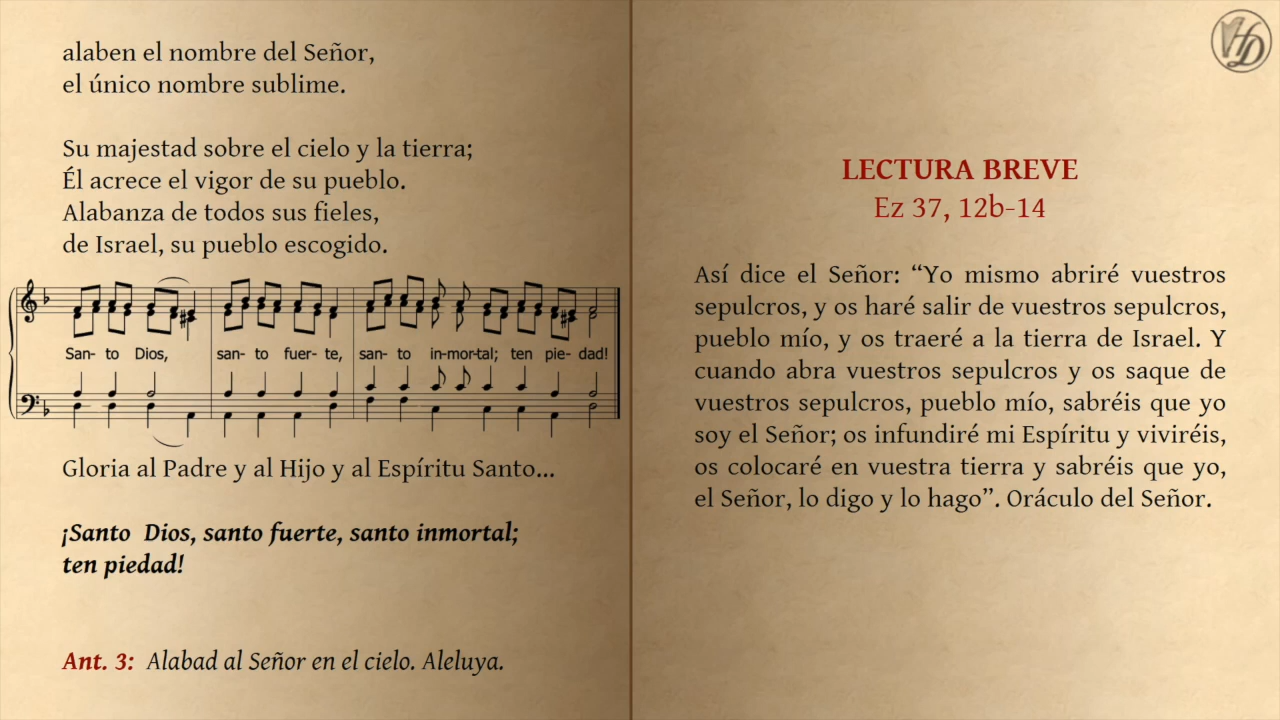 alaben el nombre del Señor,
el único nombre sublime.
Su majestad sobre el cielo y la tierra;
Él acrece el vigor de su pueblo.
Alabanza de todos sus fieles,
de Israel, su pueblo escogido.
San- to Dios, san- to fuer- te, san- to in-mor-tal; ten pie- dad!
Gloria al Padre y al Hijo y al Espíritu Santo...
¡Santo Dios, santo fuerte, santo inmortal;
ten piedad!
Ant. 3: Alabad al Señor en el cielo. Aleluya.
HD
LECTURA BREVE
Ez 37, 12b-14
Así dice el Señor: “Yo mismo abriré vuestros
sepulcros, y os haré salir de vuestros sepulcros,
pueblo mío, y os traeré a la tierra de Israel. Y
cuando abra vuestros sepulcros y os saque de
vuestros sepulcros, pueblo mío, sabréis que yo
soy el Señor; os infundiré mi Espíritu y viviréis,
os colocaré en vuestra tierra y sabréis que yo,
el Señor, lo digo y lo hago”. Oráculo del Señor.